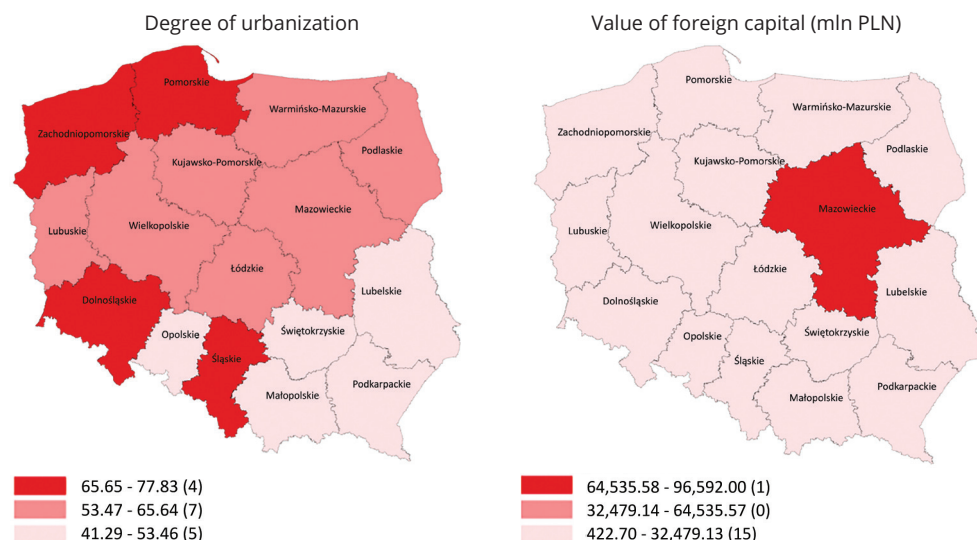 Degree of urbanization
Pomorskie
Zachodniopomorskie
Warmińsko-Mazurskie
Kujawsko-Pomorskie
Podlaskie
Mazowieckie
Lubuskie
Wielkopolskie
Łódzkie
Lubelskie
Dolnośląskie
Opolskie
Świętokrzyskie
Śląskie
Podkarpackie
Małopolskie
65.65 - 77.83 (4)
53.47 - 65.64 (7)
41.29 - 53.46 (5)
Value of foreign capital (mln PLN)
Pomorskie
Warmińsko-Mazurskie
Zachodniopomorskie
Kujawsko-Pomorskie
Podlaskie
Mazowieckie
Wielkopolskie
Lubuskie
Łódzkie
Lubelskie
Dolnośląskie
Świętokrzyskie
Opolskie
Śląskie
Podkarpackie
Małopolskie
64,535.58 - 96,592.00 (1)
32,479.14 - 64,535.57 (0)
422.70 - 32,479.13 (15)